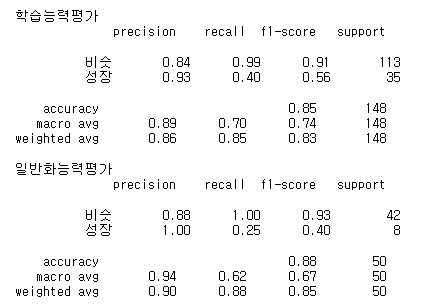 학습능력평가
precision recall f1-score support
비슷 0.84 0.99 0.91 113
성장 0.93 0.40 0.56 35
accuracy 0.85 148
macro avg 0.89 0.70 0.74 148
weighted avg 0.86 0.85 0.83 148
일반화능력평가
precision recall f1-score support
비슷 0.88 1.00 0.93 42
성장 1.00 0.25 0.40 8
accuracy 0.88 50
macro avg 0.94 0.62 0.67 50
weighted avg 0.90 0.88 0.85 50